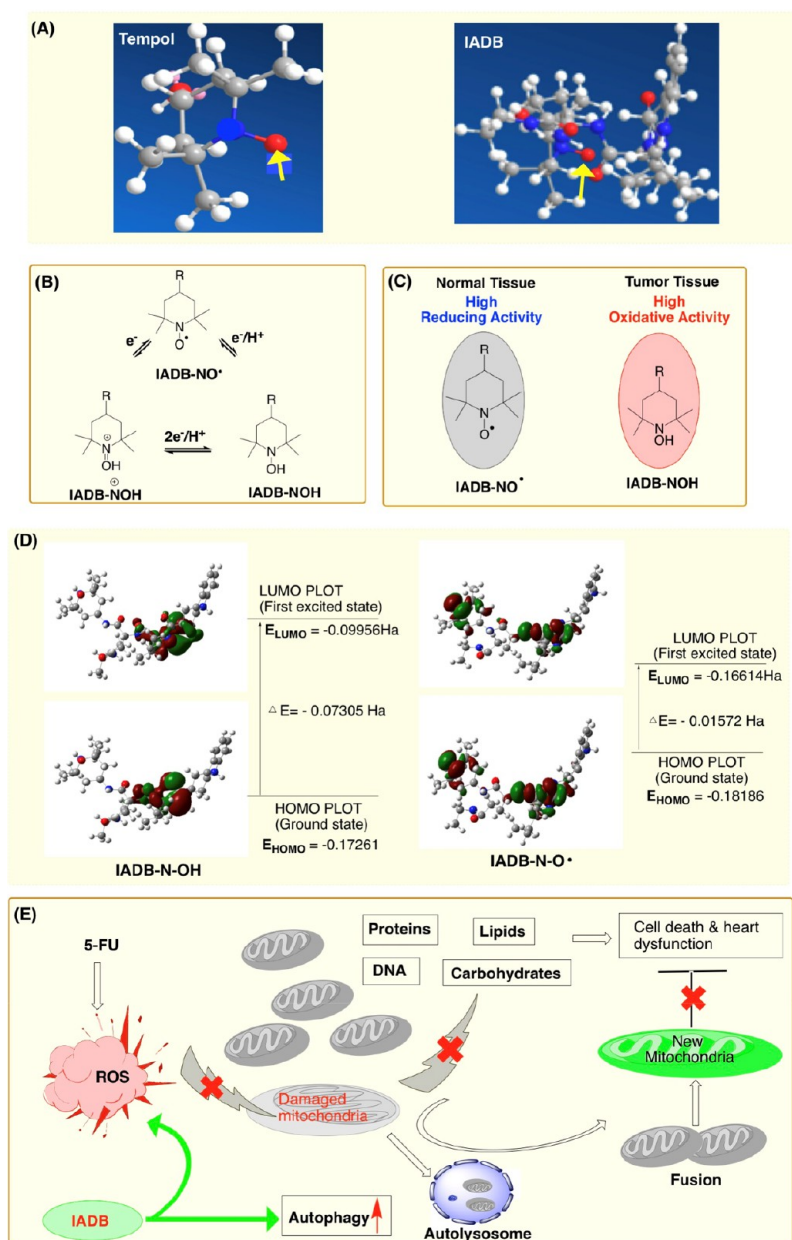 (A)
Tempol
IADB
(B)
R
N
O•
e-
e-/H+
IADB-NO•
R
N
⊕
OH
2e-/H+
R
N
OH
IADB-NOH
⊕
IADB-NOH
(C)
Normal Tissue
High
Reducing Activity
R
N
O•
IADB-NO•
Tumor Tissue
High
Oxidative Activity
R
N
OH
IADB-NOH
(D)
LUMO PLOT
(First excited state)
E_LUMO = -0.09956Ha
△E= - 0.07305 Ha
HOMO PLOT
(Ground state)
E_HOMO = -0.17261
IADB-N-OH
LUMO PLOT
(First excited state)
E_LUMO = -0.16614Ha
△E= - 0.01572 Ha
HOMO PLOT
(Ground state)
E_HOMO = -0.18186
IADB-N-O•
(E)
5-FU
ROS
IADB
Proteins
Lipids
DNA
Carbohydrates
Cell death & heart
dysfunction
New
Mitochondria
Damaged
mitochondria
Fusion
Autophagy
Autolysosome